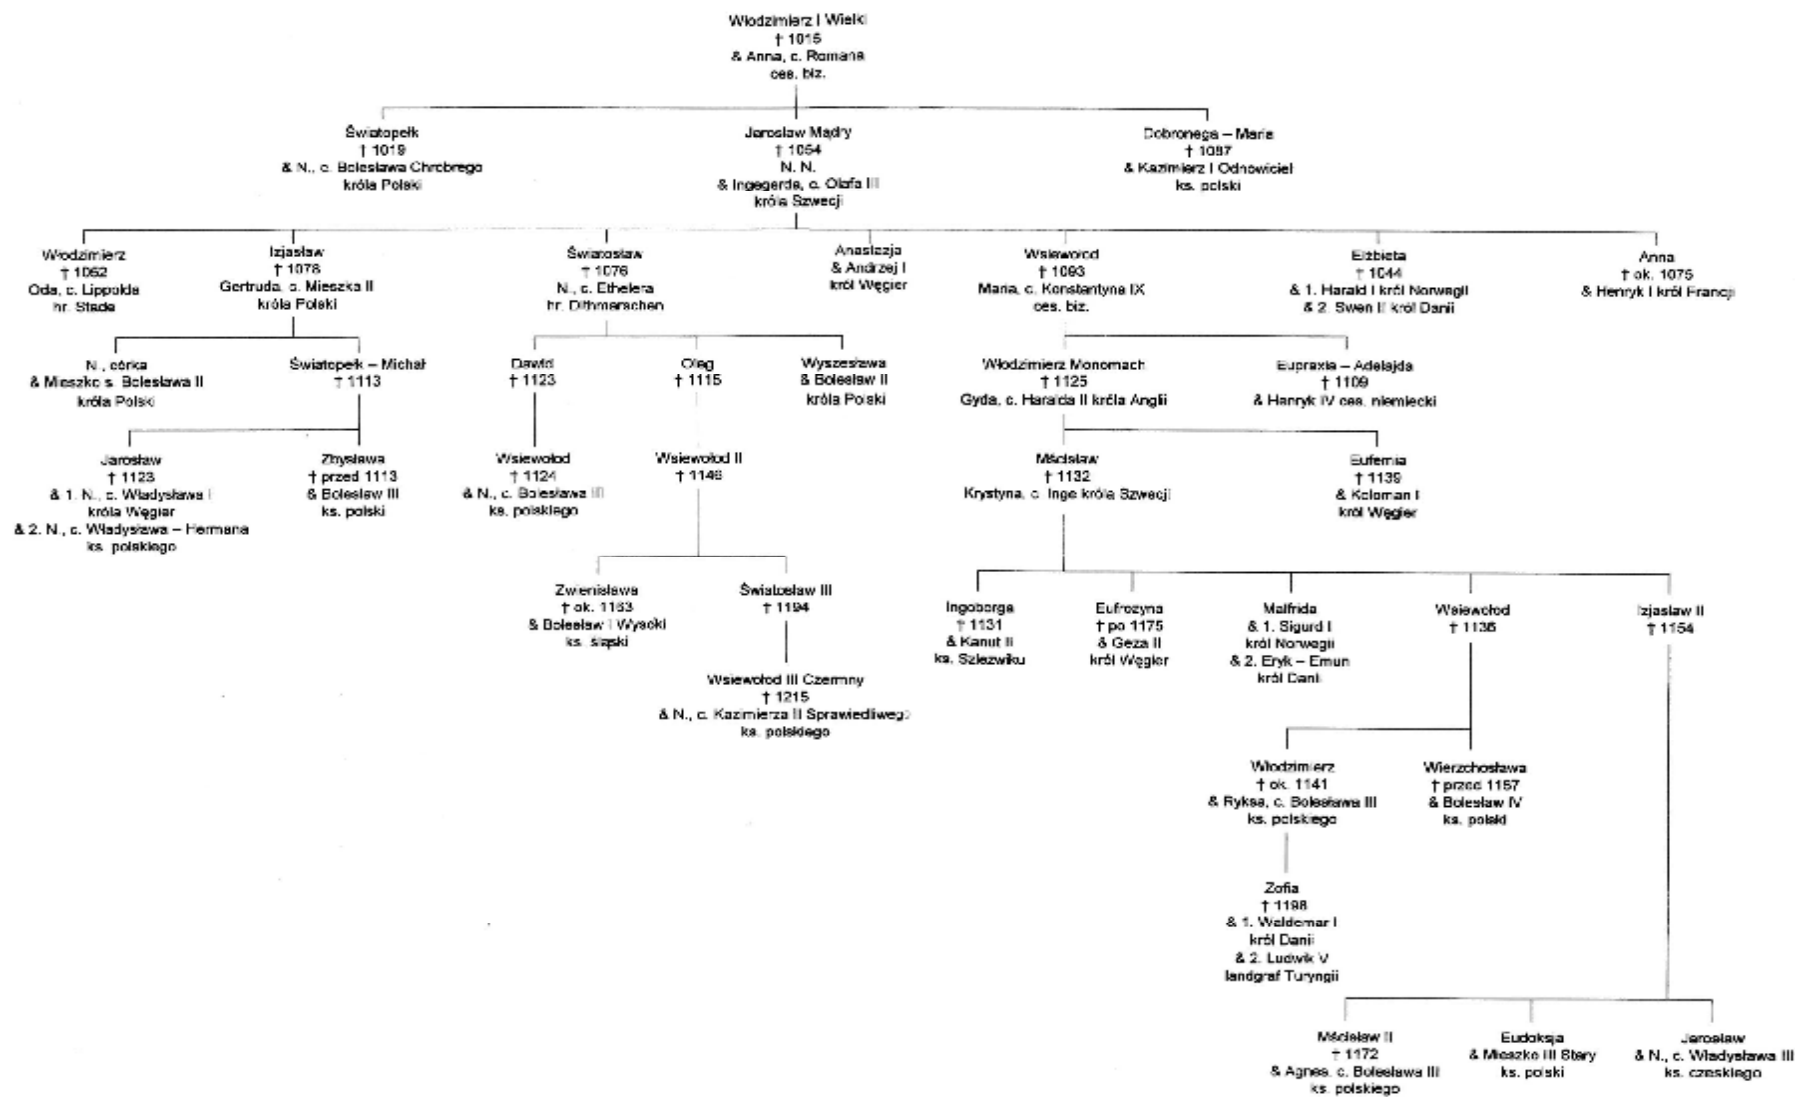 Włodzimierz I Wielki
† 1015
& Anna, c. Romana
ces. biz.
Światopełk
† 1019
& N., c. Bolesława Chrobrego
króla Polski
Jarosław Mądry
† 1054
N. N.
& Ingegerda, c. Olafa III
króla Szwecji
Dobronega – Maria
† 1087
& Kazimierz I Odnowiciel
ks. polski
Włodzimierz
† 1052
Oda, c. Lippolda
hr. Stade
Izjasław
† 1078
Gertruda, c. Mieszka II
króla Polski
Światosław
† 1076
N., c. Ethelera
hr. Dithmarschen
Anastazja
& Andrzej I
król Węgier
Wsiewołod
† 1093
Maria, c. Konstantyna IX
ces. biz.
Elżbieta
† 1044
& 1. Harald I król Norwegii
& 2. Swen II król Danii
Anna
† ok. 1075
& Henryk I król Francji
N., córka
& Mieszko s. Bolesława II
króla Polski
Światopełk – Michał
† 1113
Dawid
† 1123
Oleg
† 1115
Wyszesława
& Bolesław II
króla Polski
Włodzimierz Monomach
† 1125
Gyda, c. Haralda II króla Anglii
Eupraxia – Adelajda
† 1109
& Henryk IV ces. niemiecki
Jarosław
† 1123
& 1. N., c. Władysława I
króla Węgier
& 2. N., c. Władysława – Hermana
ks. polskiego
Zbysława
† przed 1113
& Bolesław III
ks. polski
Wsiewołod
† 1124
& N., c. Bolesława III
ks. polskiego
Wsiewołod II
† 1146
Mścisław
† 1132
Krystyna, c. Inge króla Szwecji
Eufemia
† 1139
& Koloman I
król Węgier
Zwienisława
† ok. 1163
& Bolesław I Wysoki
ks. śląski
Światosław III
† 1194
Ingoborga
† 1131
& Kanut II
ks. Szlezwiku
Eufrozyna
† po 1175
& Geza II
król Węgier
Malfrida
& 1. Sigurd I
król Norwegii
& 2. Eryk – Emun
król Danii
Wsiewołod
† 1136
Izjasław II
† 1154
Wsiewołod III Czermny
† 1215
& N., c. Kazimierza II Sprawiedliwego
ks. polskiego
Włodzimierz
† ok. 1141
& Ryksa, c. Bolesława III
ks. polskiego
Wierzchosława
† przed 1157
& Bolesław IV
ks. polski
Zofia
† 1198
& 1. Waldemar I
król Danii
& 2. Ludwik V
landgraf Turyngii
Mścisław II
† 1172
& Agnes, c. Bolesława III
ks. polskiego
Eudoksja
& Mieszko III Stary
ks. polski
Jarosław
& N., c. Władysława III
ks. czeskiego